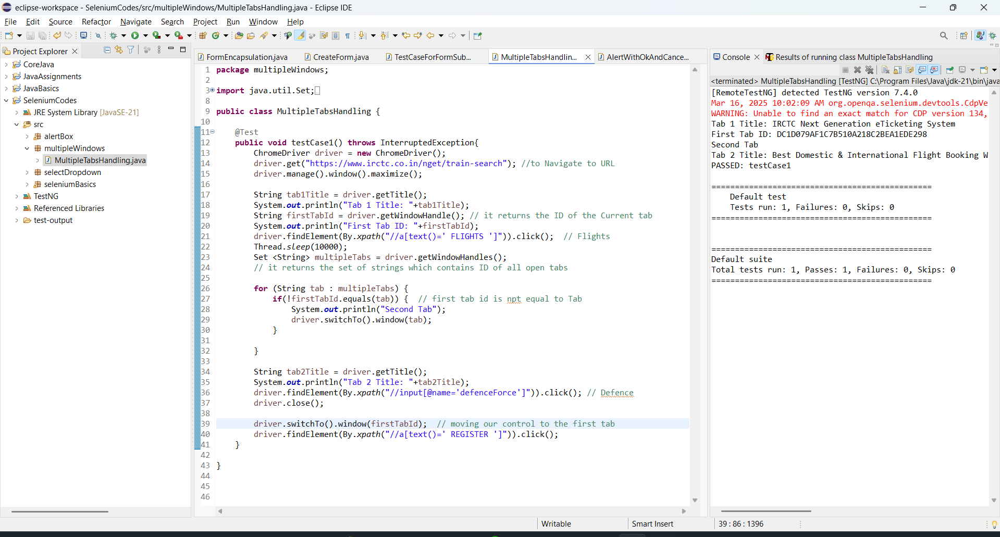 eclipse-workspace - SeleniumCodes/src/multipleWindows/MultipleTabsHandling.java - Eclipse IDE
File Edit Source Refactor Navigate Search Project Run Window Help
Project Explorer
CoreJava
JavaAssignments
JavaBasics
SeleniumCodes
JRE System Library [JavaSE-21]
src
alertBox
multipleWindows
MultipleTabsHandling.java
selectDropdown
seleniumBasics
TestNG
Referenced Libraries
test-output
FormEncapsulation.java CreateForm.java TestCaseForFormSub... MultipleTabsHandlin... AlertWithOkAndCance...
1 package multipleWindows;
2
3 import java.util.Set;
8
9 public class MultipleTabsHandling {
10
11 @Test
12 public void testCase1() throws InterruptedException{
13 ChromeDriver driver = new ChromeDriver();
14 driver.get("https://www.irctc.co.in/nget/train-search"); //to Navigate to URL
15 driver.manage().window().maximize();
16
17 String tab1Title = driver.getTitle();
18 System.out.println("Tab 1 Title: "+tab1Title);
19 String firstTabId = driver.getWindowHandle(); // it returns the ID of the Current tab
20 System.out.println("First Tab ID: "+firstTabId);
21 driver.findElement(By.xpath("//a[text()=' FLIGHTS ']")).click(); // Flights
22 Thread.sleep(10000);
23 Set <String> multipleTabs = driver.getWindowHandles();
24 // it returns the set of strings which contains ID of all open tabs
25
26 for (String tab : multipleTabs) {
27 if(!firstTabId.equals(tab)) { // first tab id is npt equal to Tab
28 System.out.println("Second Tab");
29 driver.switchTo().window(tab);
30 }
31
32 }
33
34 String tab2Title = driver.getTitle();
35 System.out.println("Tab 2 Title: "+tab2Title);
36 driver.findElement(By.xpath("//input[@name='defenceForce']")).click(); // Defence
37 driver.close();
38
39 driver.switchTo().window(firstTabId); // moving our control to the first tab
40 driver.findElement(By.xpath("//a[text()=' REGISTER ']")).click();
41 }
42
43 }
44
45
46
Console Results of running class MultipleTabsHandling
<terminated> MultipleTabsHandling [TestNG] C:\Program Files\Java\jdk-21\bin\java
[RemoteTestNG] detected TestNG version 7.4.0
Mar 16, 2025 10:02:09 AM org.openqa.selenium.devtools.CdpVe
WARNING: Unable to find an exact match for CDP version 134,
Tab 1 Title: IRCTC Next Generation eTicketing System
First Tab ID: DC1D079AF1C7B510A218C2BEA1EDE298
Second Tab
Tab 2 Title: Best Domestic & International Flight Booking W
PASSED: testCase1
===============================================
Default test
Tests run: 1, Failures: 0, Skips: 0
===============================================
===============================================
Default suite
Total tests run: 1, Passes: 1, Failures: 0, Skips: 0
===============================================
Writable Smart Insert 39 : 86 : 1396